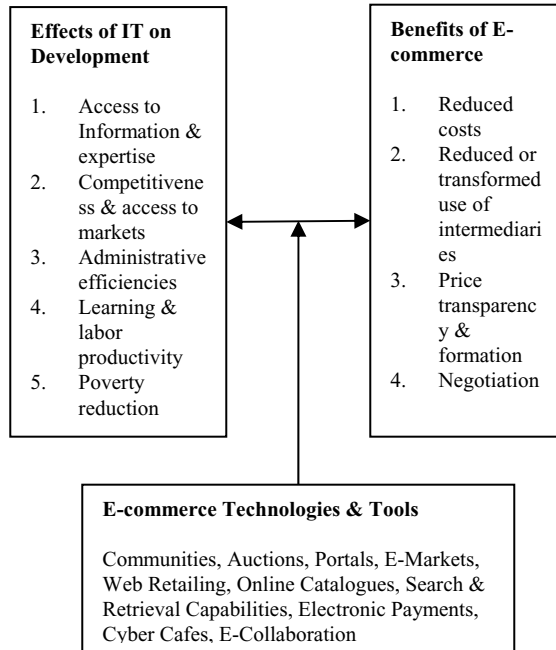 Effects of IT on
Development
1. Access to
Information &
expertise
2. Competitivene
ss & access to
markets
3. Administrative
efficiencies
4. Learning &
labor
productivity
5. Poverty
reduction
Benefits of E-
commerce
1. Reduced
costs
2. Reduced or
transformed
use of
intermediari
es
3. Price
transparenc
y &
formation
4. Negotiation
E-commerce Technologies & Tools
Communities, Auctions, Portals, E-Markets,
Web Retailing, Online Catalogues, Search &
Retrieval Capabilities, Electronic Payments,
Cyber Cafes, E-Collaboration